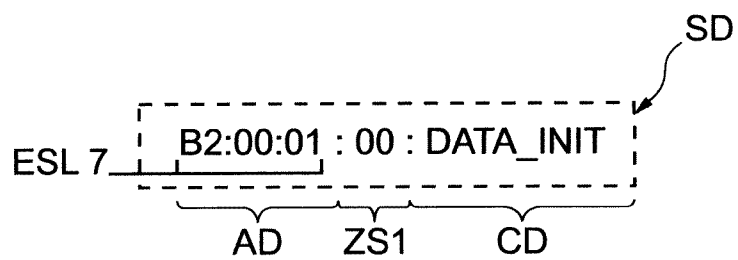 SD
B2:00:01 : 00 : DATA_INIT
ESL 7
AD ZS1 CD